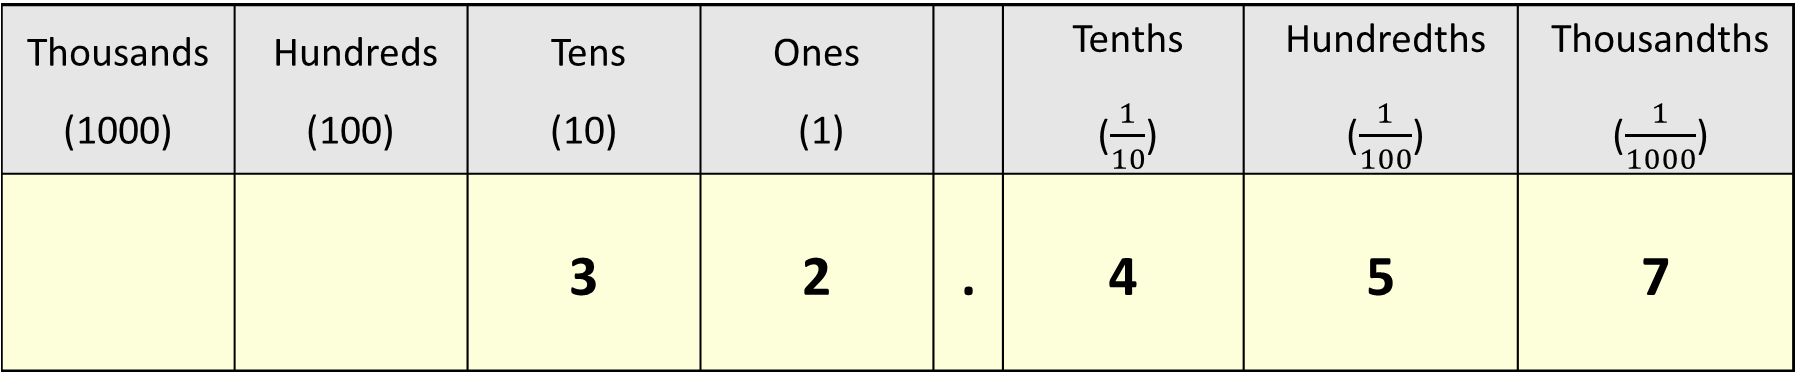 Thousands Hundreds Tens Ones Tenths Hundredths Thousandths
(1000) (100) (10) (1) (1/10) (1/100) (1/1000)
3 2 . 4 5 7